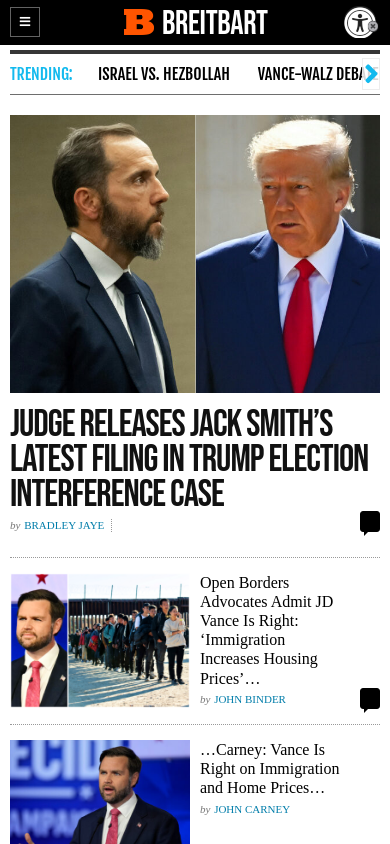 BREITBART
TRENDING:
ISRAEL VS. HEZBOLLAH
VANCE-WALZ DEBA
JUDGE RELEASES JACK SMITH’S
LATEST FILING IN TRUMP ELECTION
INTERFERENCE CASE
by BRADLEY JAYE
Open Borders
Advocates Admit JD
Vance Is Right:
‘Immigration
Increases Housing
Prices’…
by JOHN BINDER
…Carney: Vance Is
Right on Immigration
and Home Prices…
by JOHN CARNEY